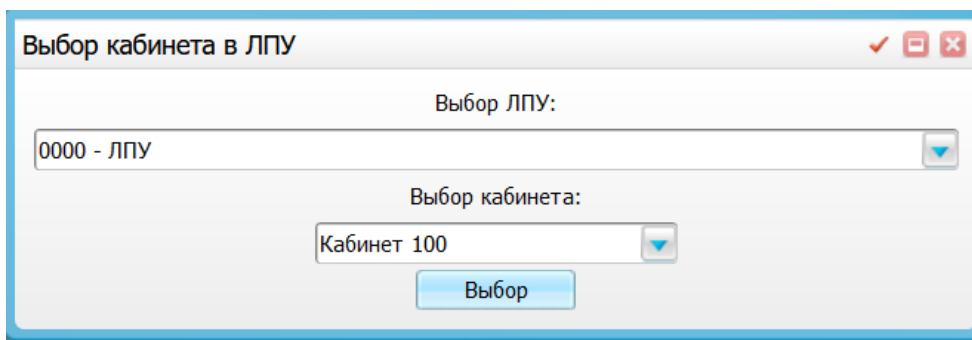 Выбор кабинета в ЛПУ
Выбор ЛПУ:
0000 - ЛПУ
Выбор кабинета:
Кабинет 100
Выбор